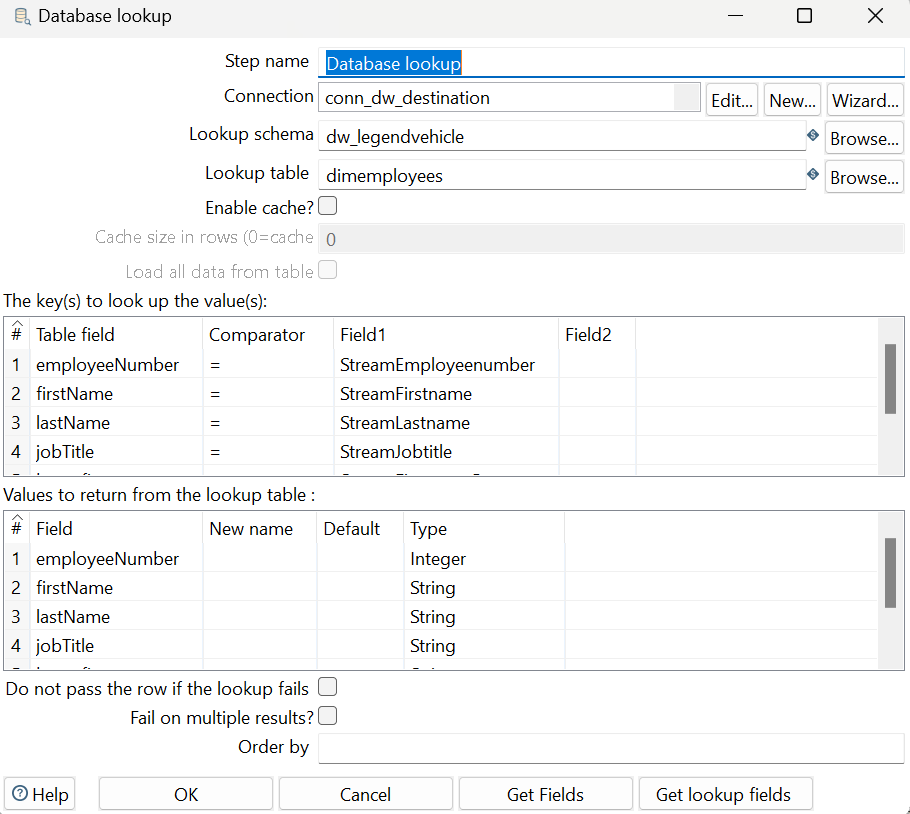 Database lookup
Step name Database lookup
Connection conn_dw_destination Edit... New... Wizard...
Lookup schema dw_legendvehicle Browse...
Lookup table dimemployees Browse...
Enable cache?
Cache size in rows (0=cache 0
Load all data from table
The key(s) to look up the value(s):
# Table field Comparator Field1 Field2
1 employeeNumber = StreamEmployeenumber
2 firstName = StreamFirstname
3 lastName = StreamLastname
4 jobTitle = StreamJobtitle
Values to return from the lookup table :
# Field New name Default Type
1 employeeNumber Integer
2 firstName String
3 lastName String
4 jobTitle String
Do not pass the row if the lookup fails
Fail on multiple results?
Order by
Help OK Cancel Get Fields Get lookup fields